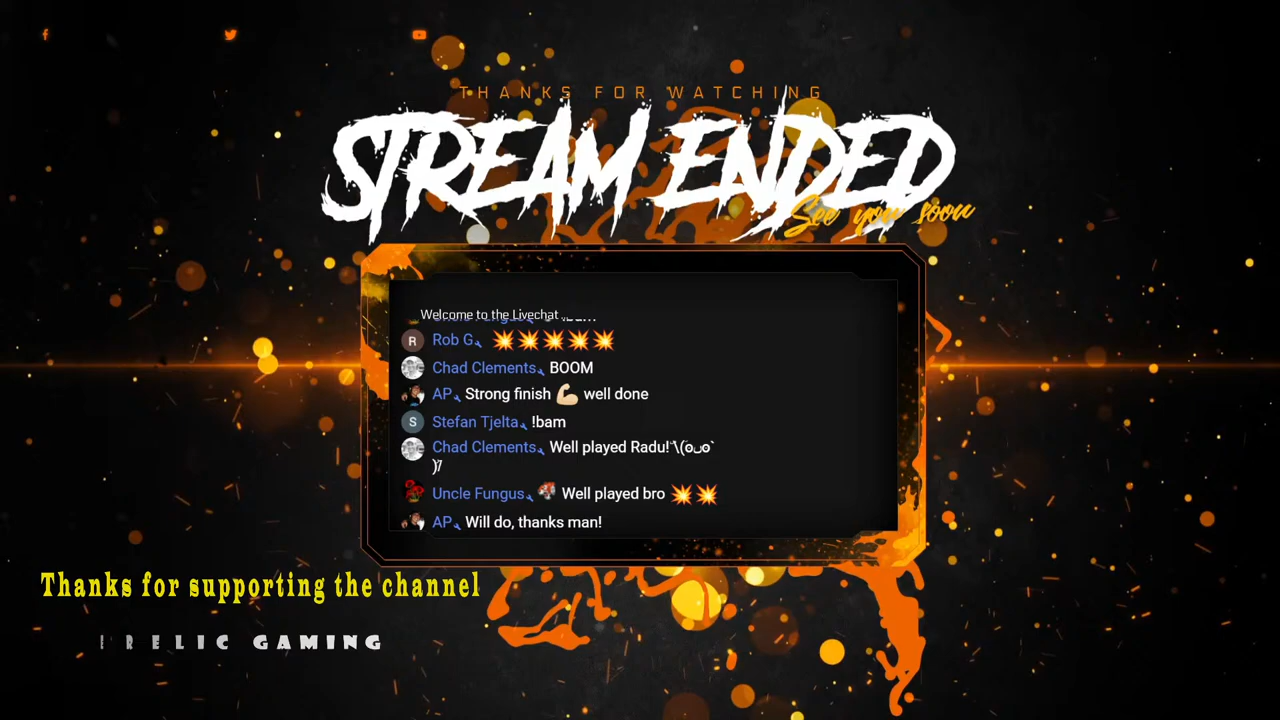 THANKS FOR WATCHING
STREAM ENDED
See you soon
Welcome to the Livechat
R Rob G 💥💥💥💥💥
Chad Clements BOOM
AP Strong finish 💪🏼 well done
S Stefan Tjelta !bam
Chad Clements Well played Radu!
Uncle Fungus Well played bro 💥💥
AP Will do, thanks man!
Thanks for supporting the channel
RELIC GAMING